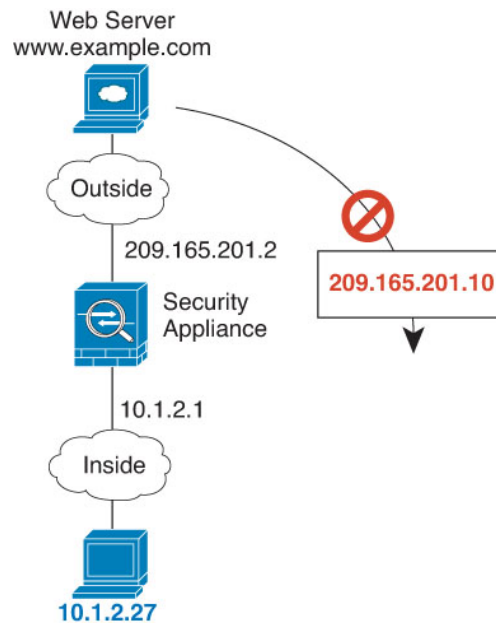 Web Server
www.example.com
Outside
209.165.201.2
209.165.201.10
Security
Appliance
10.1.2.1
Inside
10.1.2.27